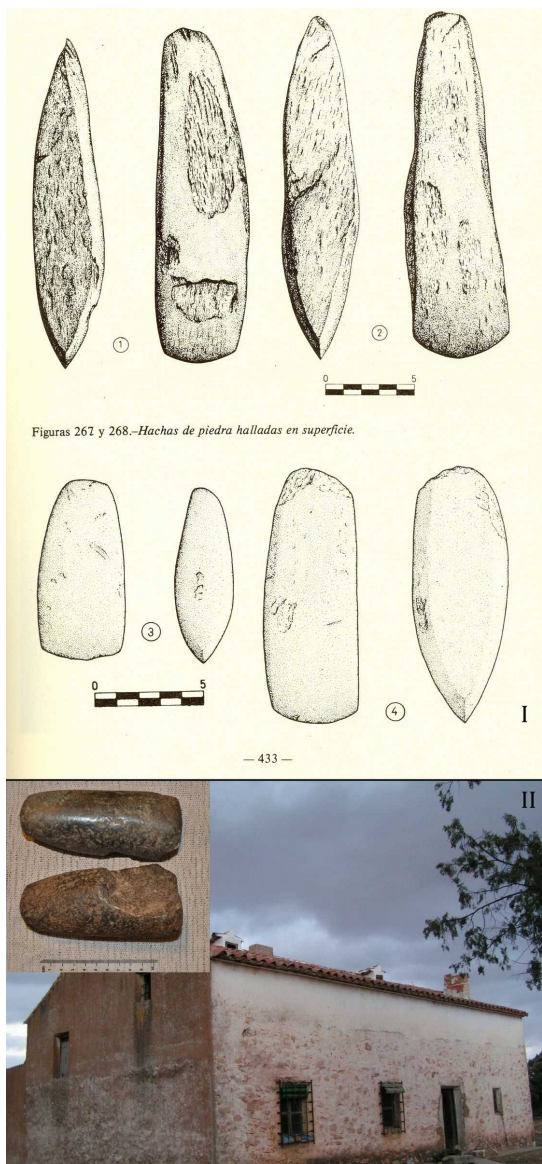 1
2
0 5
Figuras 267 y 268.—Hachas de piedra halladas en superficie.
3
0 5
4
I
— 433 —
II